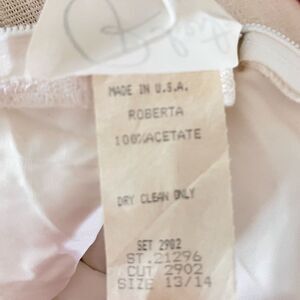 MADE IN U.S.A.
ROBERTA
100%ACETATE
DRY CLEAN ONLY
SET 2902
ST.21296
CUT 2902
SIZE 13/14